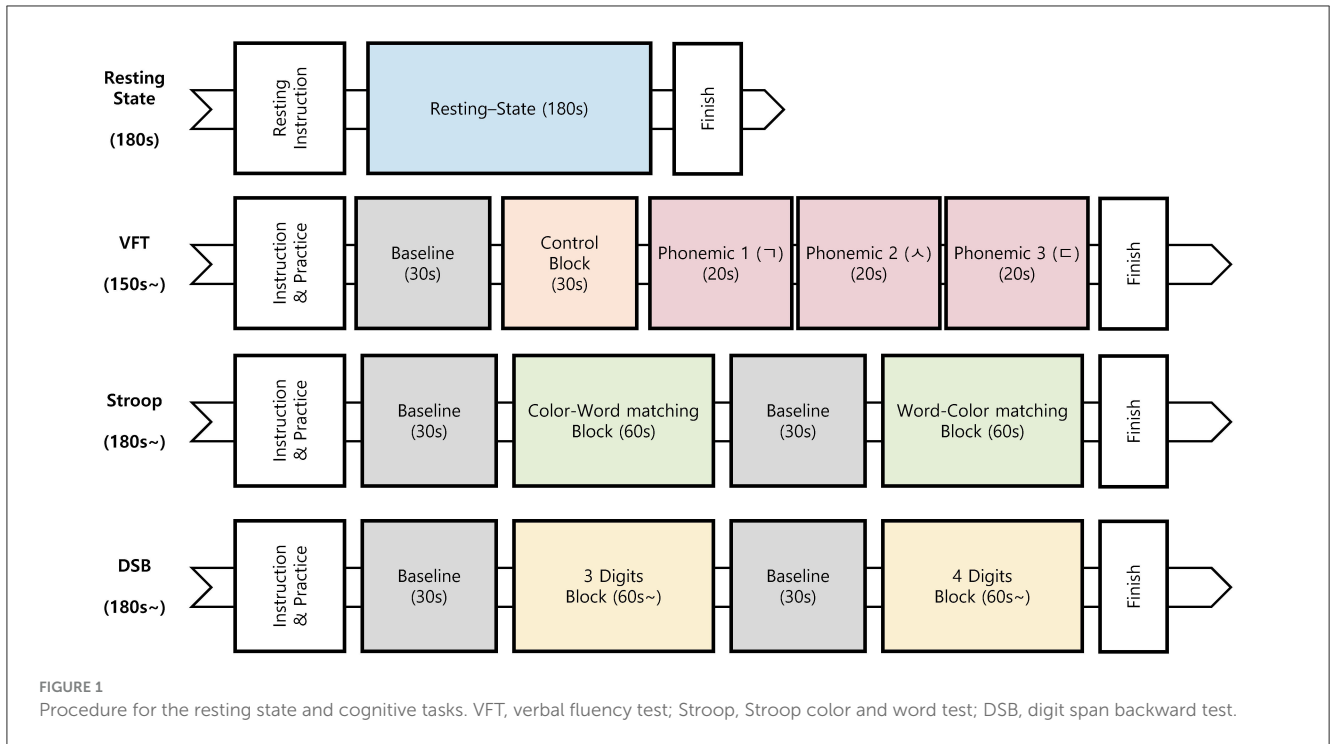 Resting
State
(180s)
Resting
Instruction
Resting–State (180s)
Finish
VFT
(150s~)
Instruction
& Practice
Baseline
(30s)
Control
Block
(30s)
Phonemic 1 (ㄱ)
(20s)
Phonemic 2 (ㅅ)
(20s)
Phonemic 3 (ㄷ)
(20s)
Finish
Stroop
(180s~)
Instruction
& Practice
Baseline
(30s)
Color-Word matching
Block (60s)
Baseline
(30s)
Word-Color matching
Block (60s)
Finish
DSB
(180s~)
Instruction
& Practice
Baseline
(30s)
3 Digits
Block (60s~)
Baseline
(30s)
4 Digits
Block (60s~)
Finish
FIGURE 1
Procedure for the resting state and cognitive tasks. VFT, verbal fluency test; Stroop, Stroop color and word test; DSB, digit span backward test.